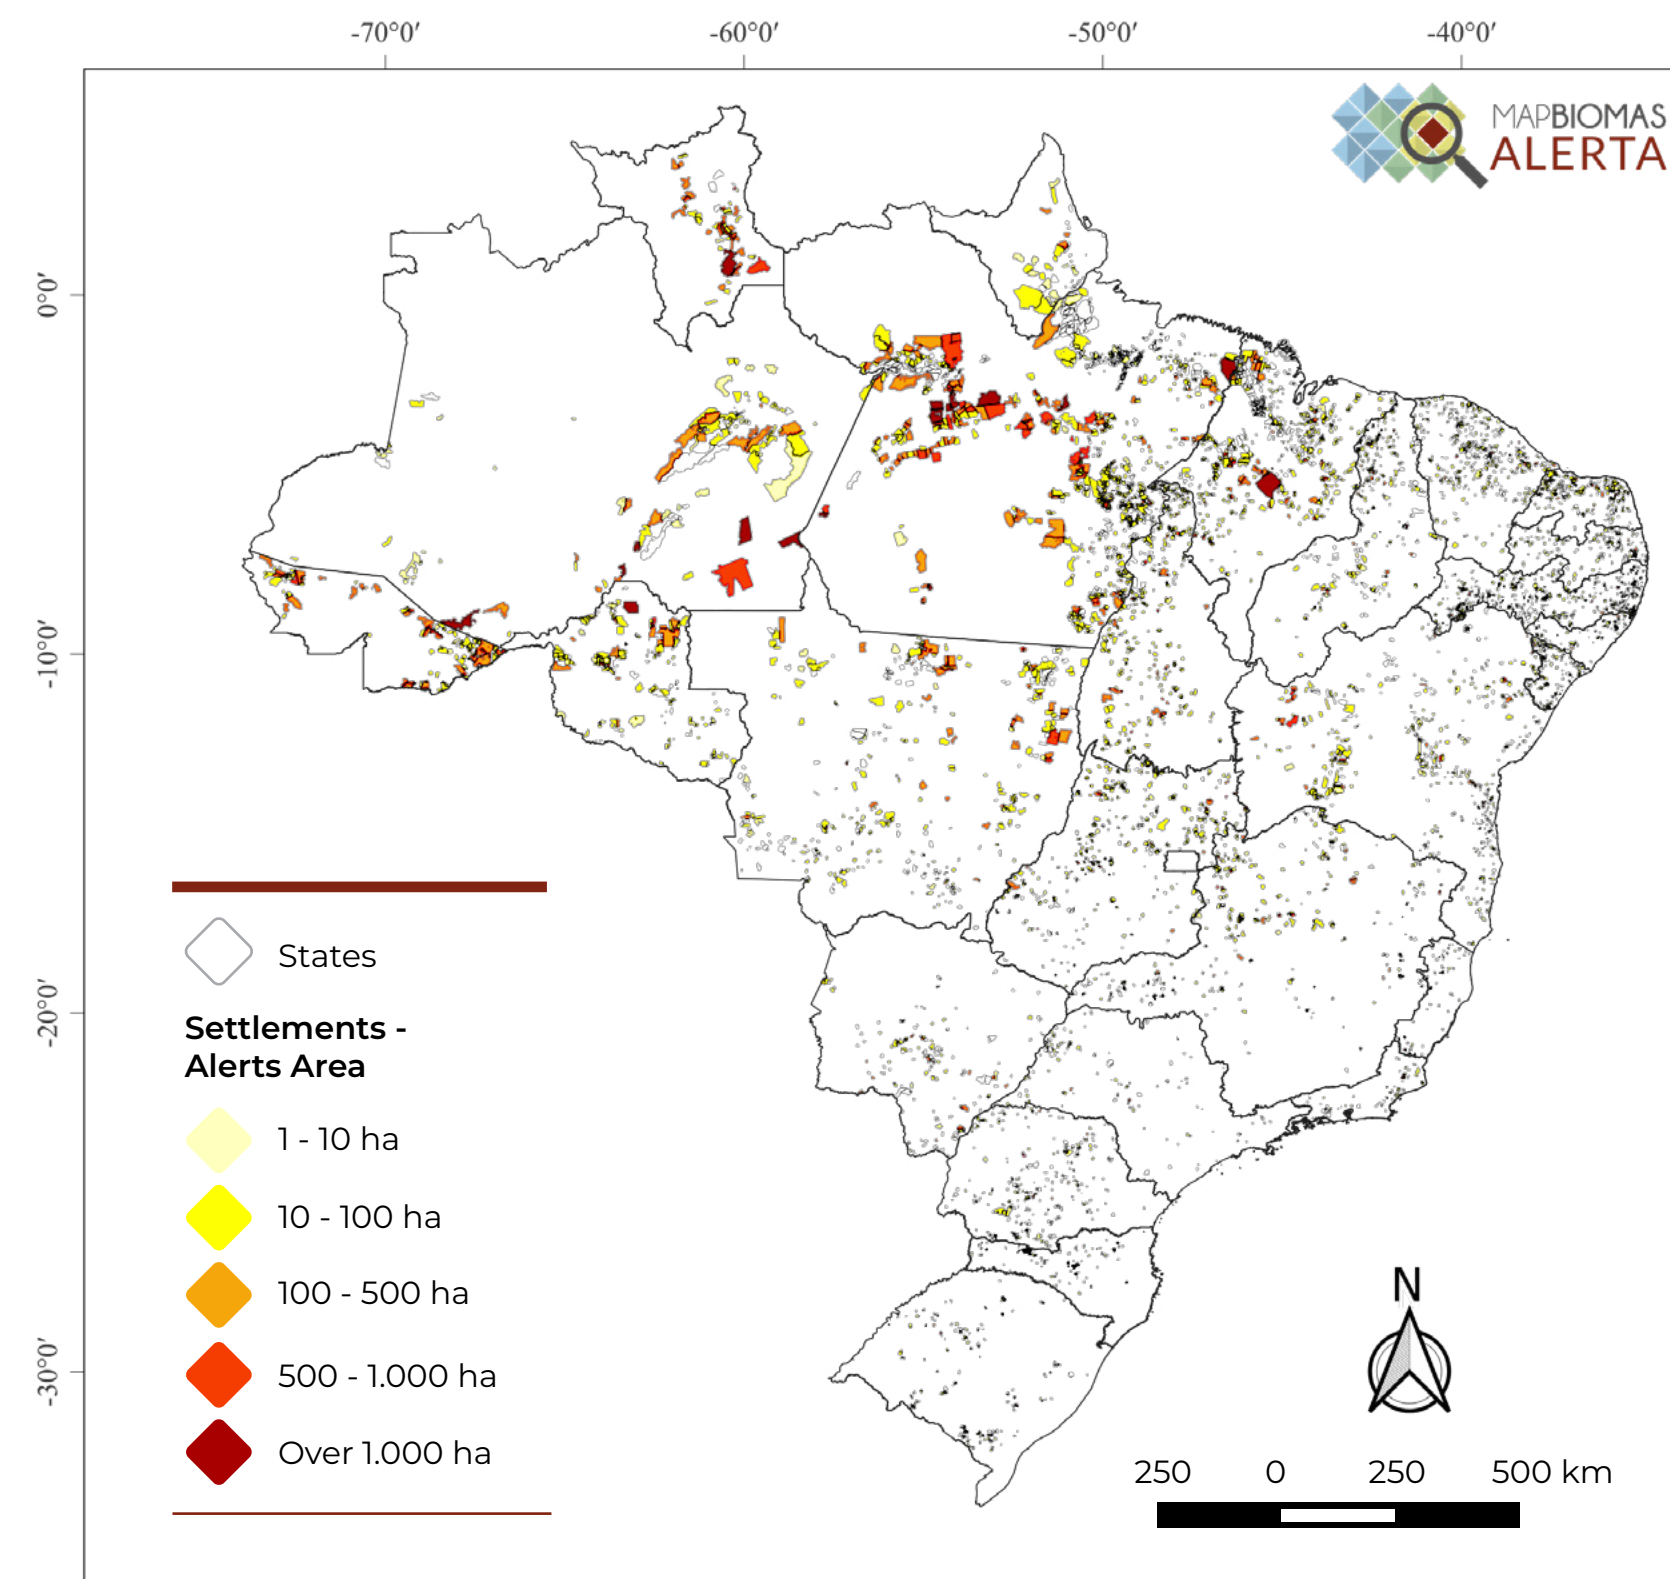 -70°0′ -60°0′ -50°0′ -40°0′
MAPBIOMAS
ALERTA
0°0′
-10°0′
-20°0′
-30°0′
States
Settlements -
Alerts Area
1 - 10 ha
10 - 100 ha
100 - 500 ha
500 - 1.000 ha
Over 1.000 ha
N
250 0 250 500 km